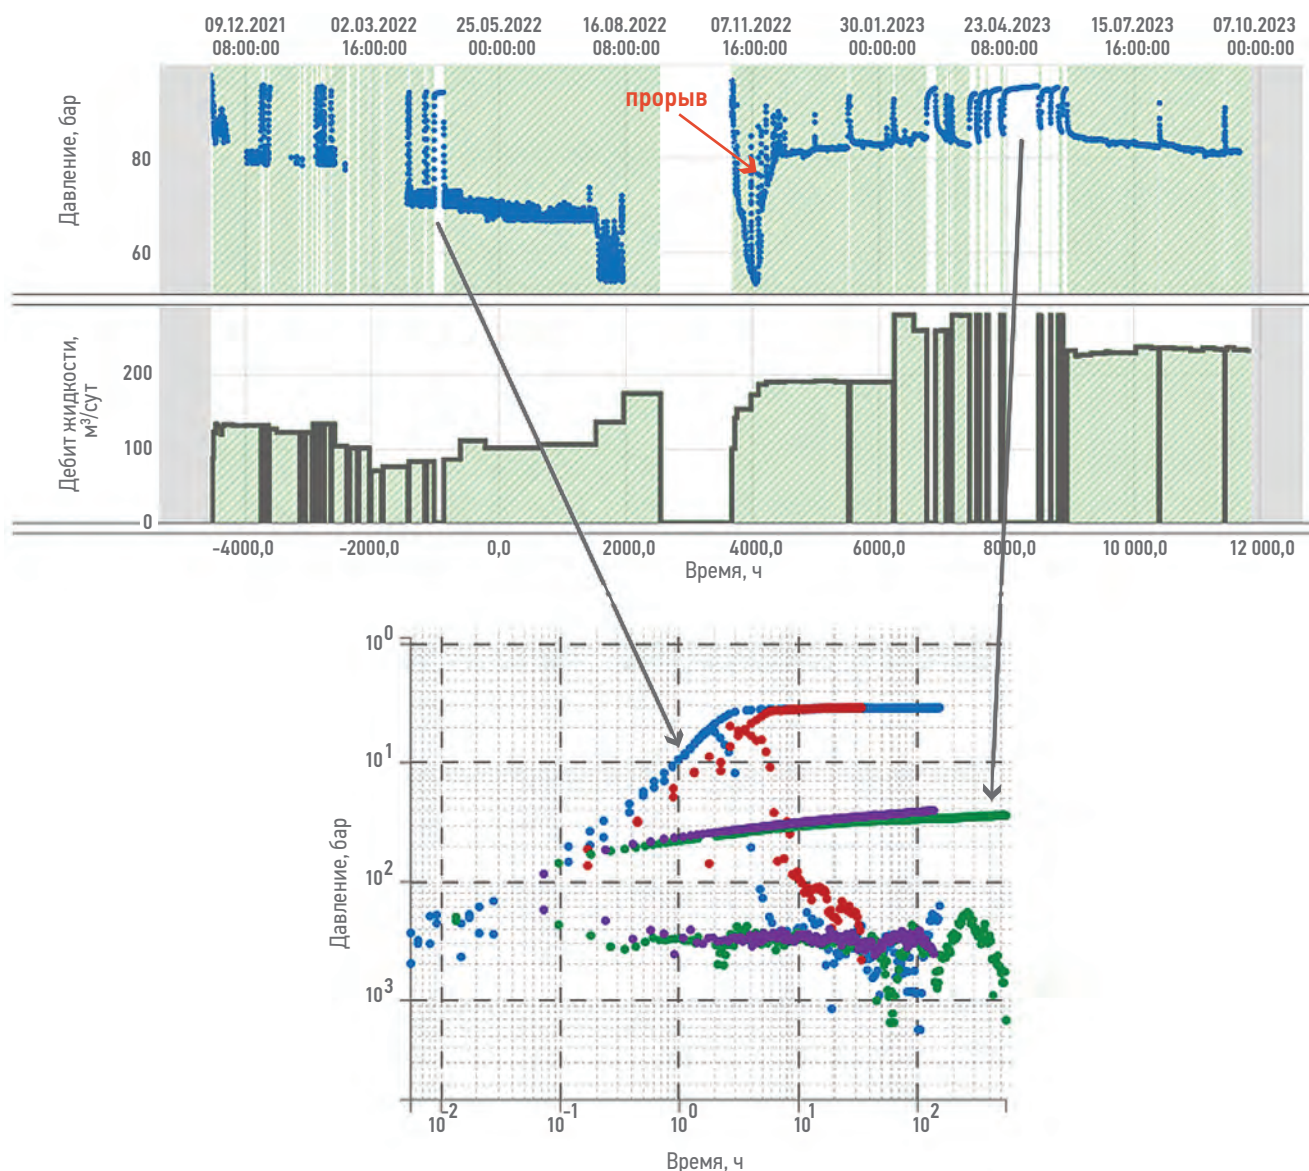 09.12.2021 02.03.2022 25.05.2022 16.08.2022 07.11.2022 30.01.2023 23.04.2023 15.07.2023 07.10.2023
08:00:00 16:00:00 00:00:00 08:00:00 16:00:00 00:00:00 08:00:00 16:00:00 00:00:00
прорыв
Давление, бар
80
60
Дебит жидкости,
м³/сут
200
100
0
-4000,0 -2000,0 0,0 2000,0 4000,0 6000,0 8000,0 10 000,0 12 000,0
Время, ч
Давление, бар
10⁰
10¹
10²
10³
10⁻² 10⁻¹ 10⁰ 10¹ 10²
Время, ч